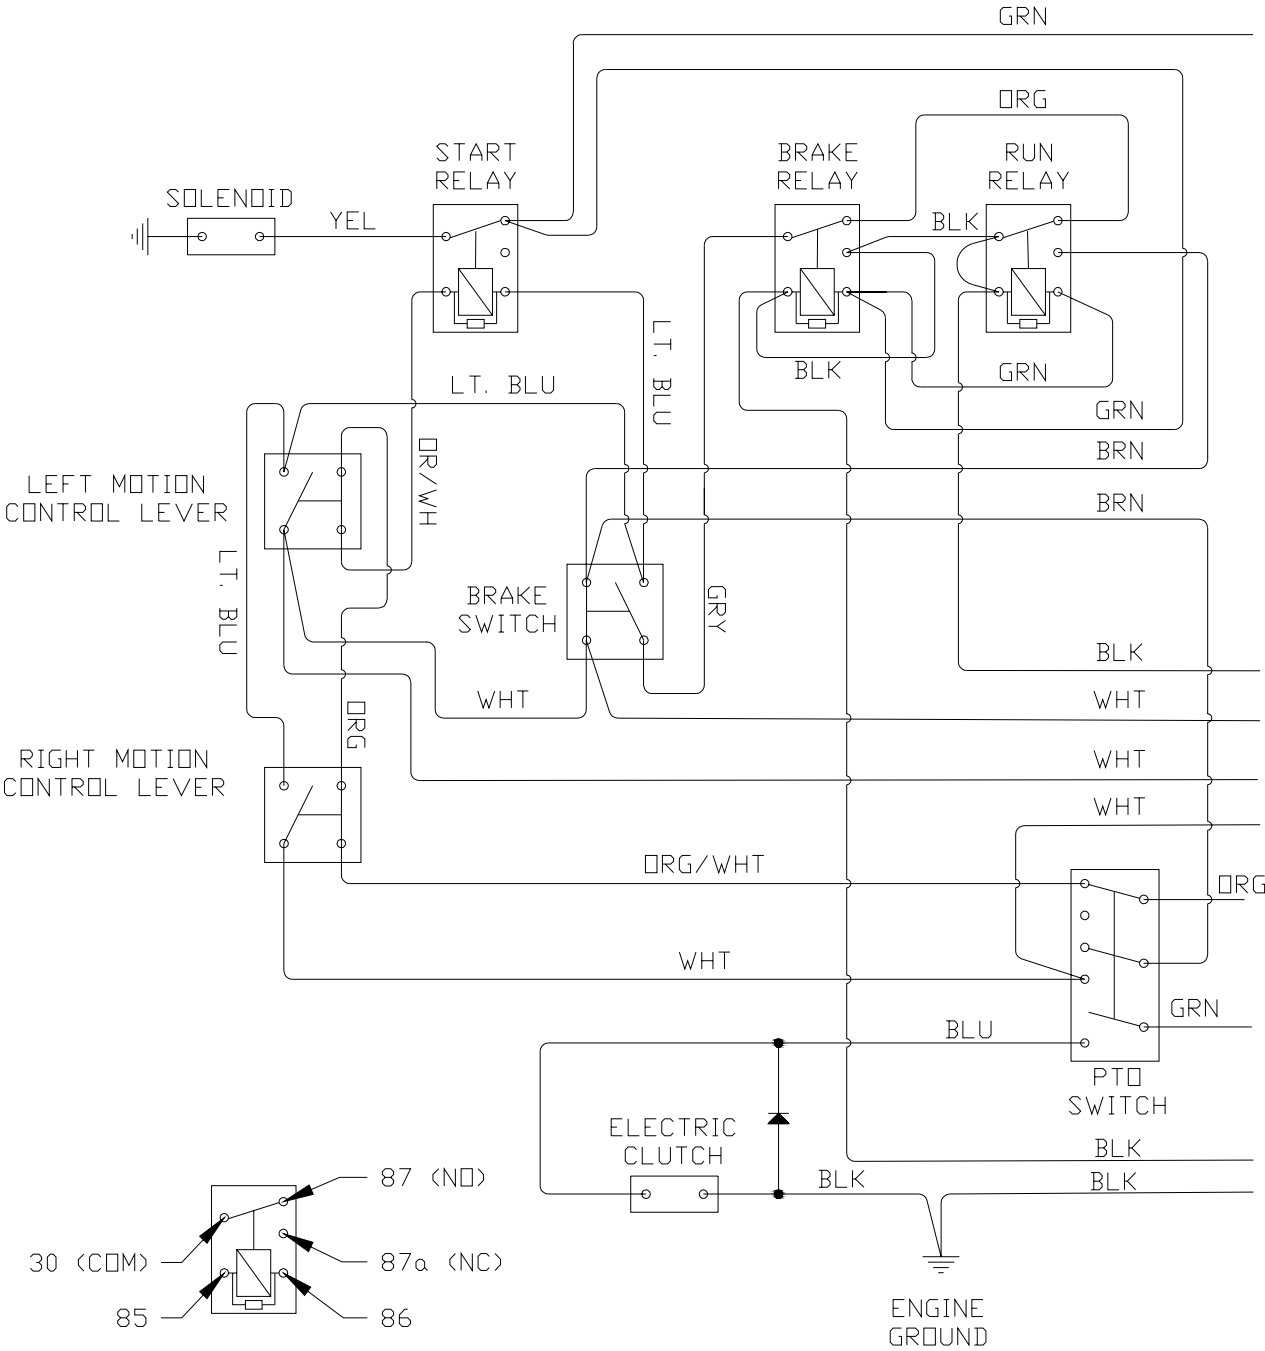 GRN
ORG
START
RELAY
BRAKE
RELAY
RUN
RELAY
SOLENOID
YEL
BLK
LT. BLU
BLK
GRN
LT. BLU
GRN
BRN
OR/WH
LEFT MOTION
CONTROL LEVER
BRN
LT. BLU
BRAKE
SWITCH
GRY
BLK
WHT
WHT
ORG
RIGHT MOTION
CONTROL LEVER
WHT
WHT
ORG/WHT
ORG
WHT
GRN
BLU
PTO
SWITCH
ELECTRIC
CLUTCH
BLK
BLK
BLK
87 (NO)
30 (COM)
87a (NC)
85
86
ENGINE
GROUND